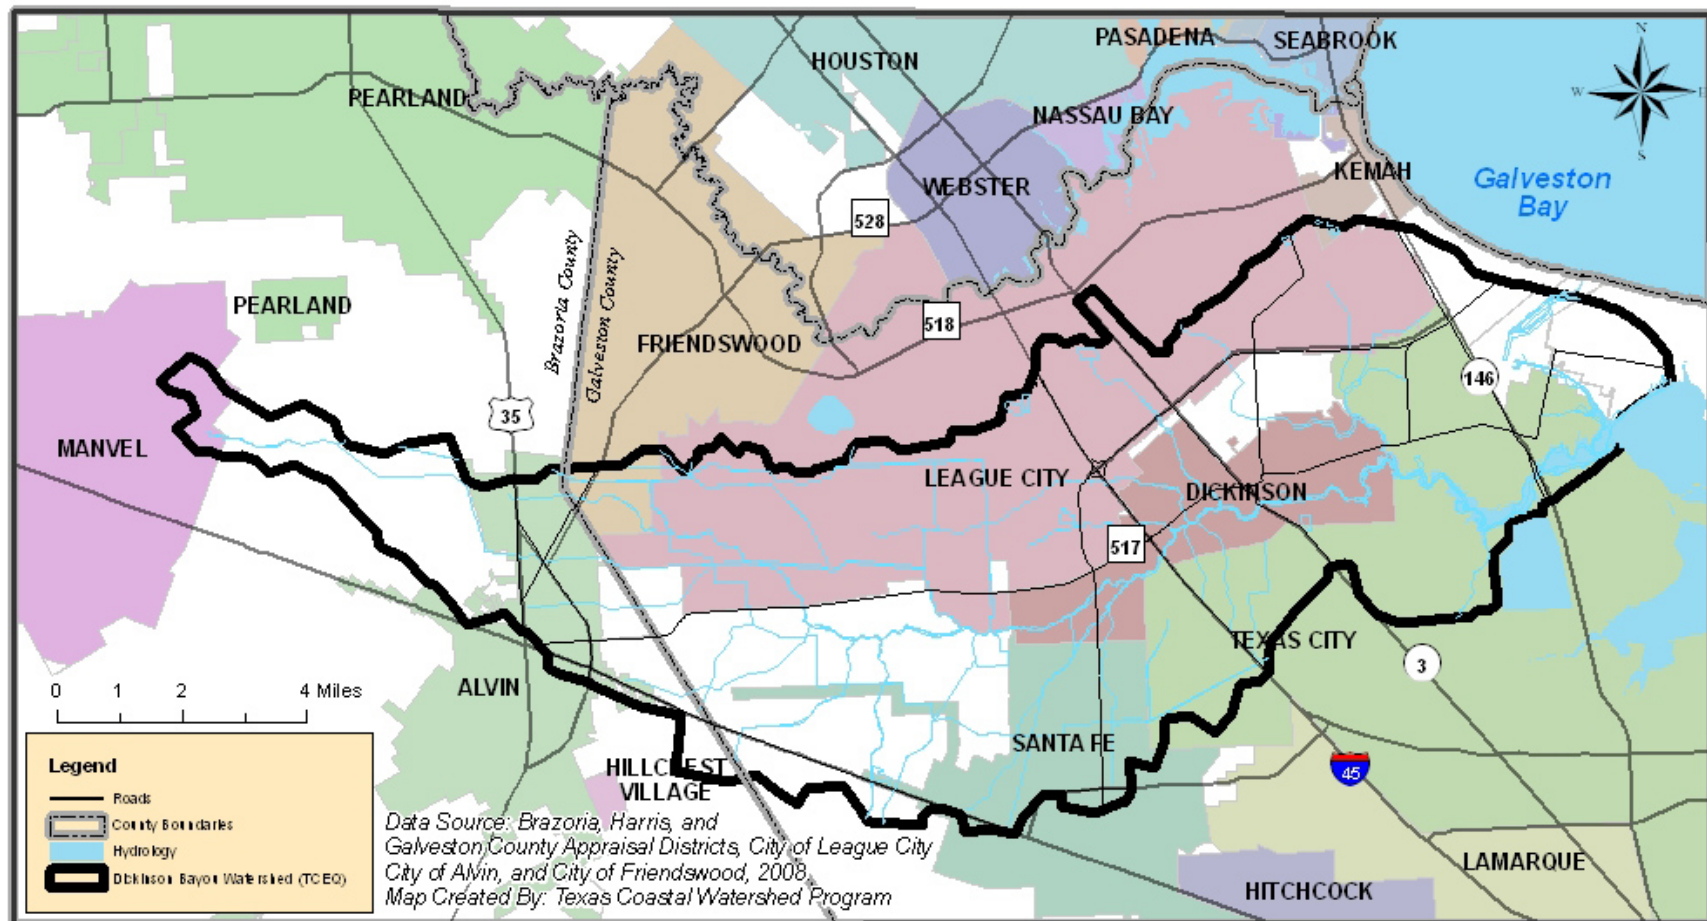 PASADENA
SEABROOK
HOUSTON
N
W
E
S
PEARLAND
NASSAU BAY
KEMAH
Galveston
Bay
WEBSTER
528
Brazoria County
Galveston County
PEARLAND
518
FRIENDSWOOD
146
35
MANVEL
LEAGUE CITY
DICKINSON
517
TEXAS CITY
3
0 1 2 4 Miles
ALVIN
SANTA FE
45
HILLCREST
VILLAGE
Legend
Roads
County Boundaries
Hydrology
Dickinson Bayou Watershed (TCEQ)
Data Source: Brazoria, Harris, and
Galveston County Appraisal Districts, City of League City
City of Alvin, and City of Friendswood, 2008.
Map Created By: Texas Coastal Watershed Program
LAMARQUE
HITCHCOCK